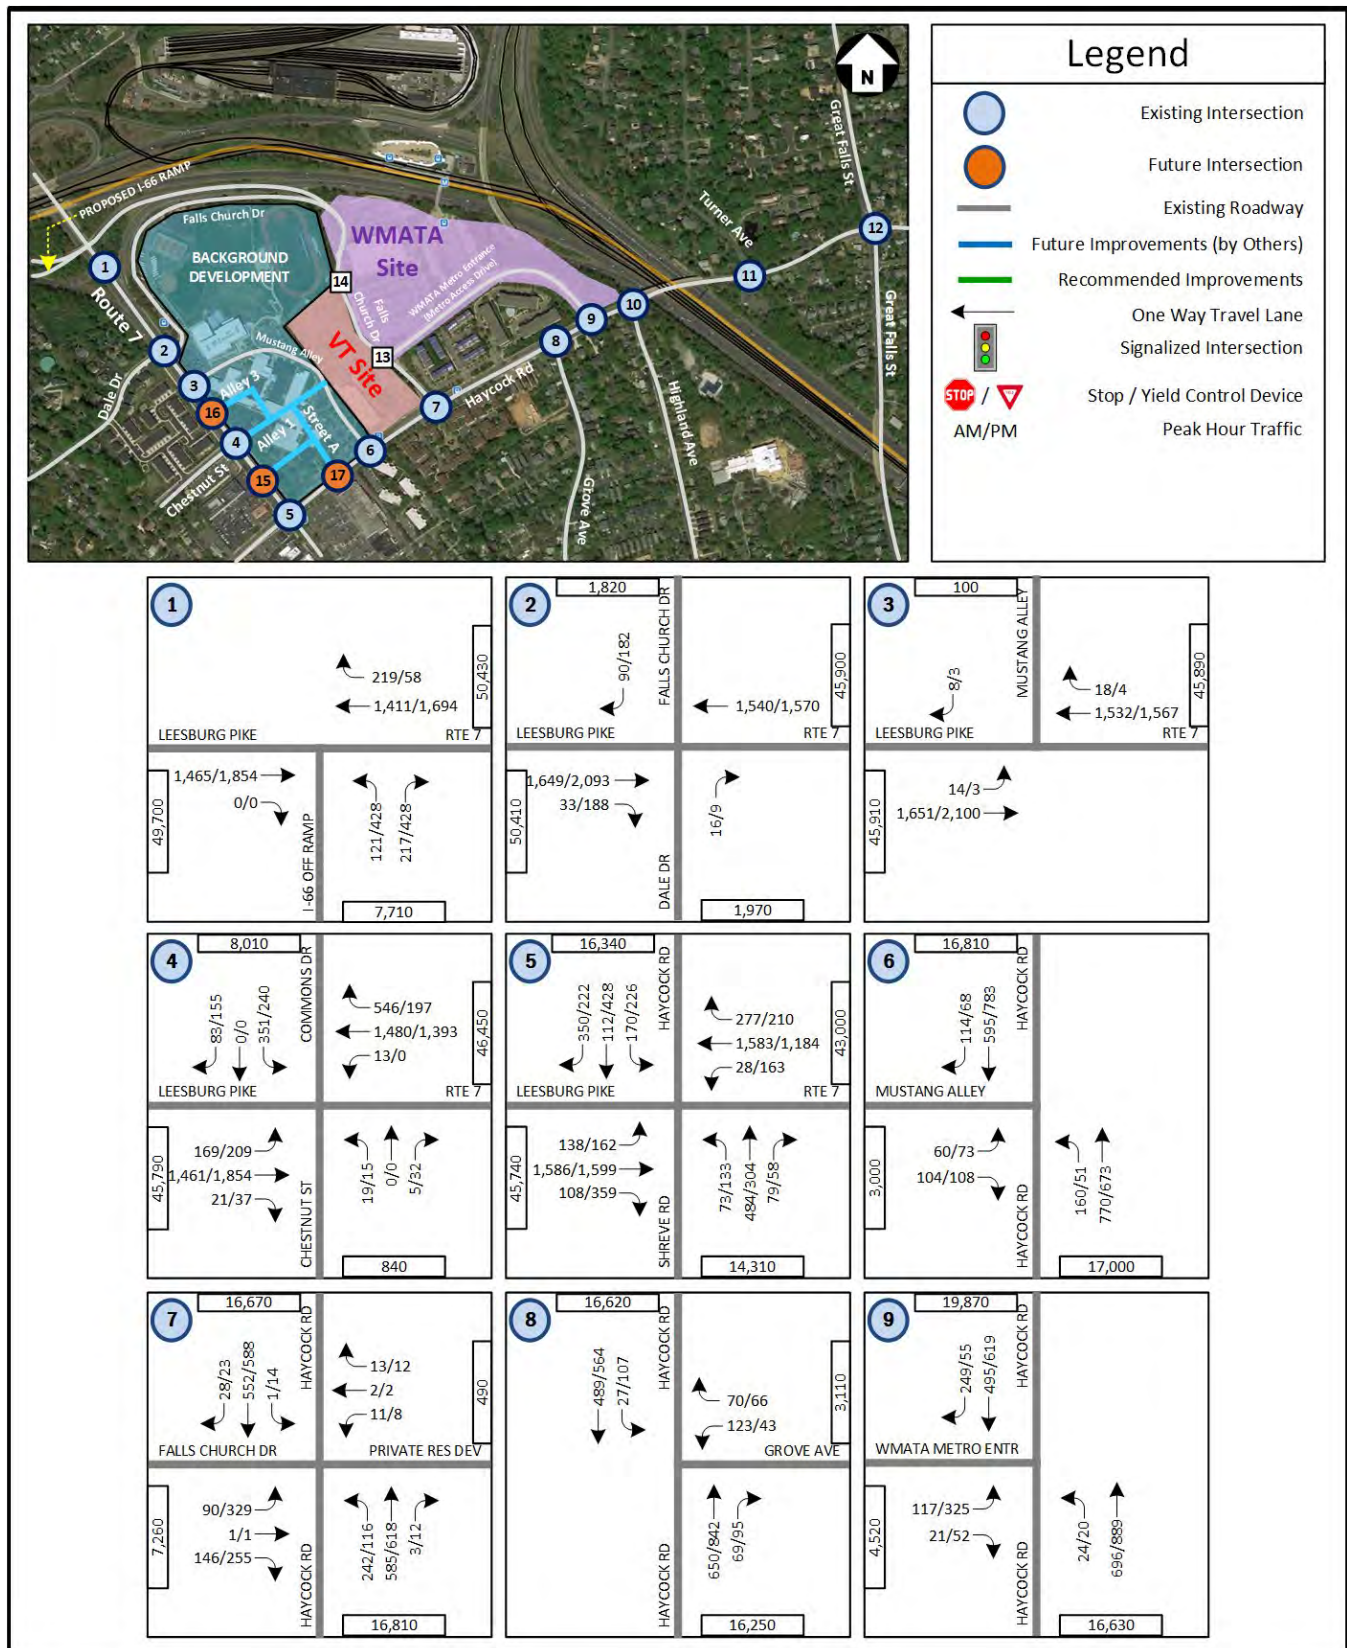 N
Great Falls St
PROPOSED I-66 RAMP
Falls Church Dr
Turner Ave
WMATA
Site
BACKGROUND
DEVELOPMENT
WMATA Metro Entrance
(Metro Access Drive)
12
1
14
11
Route 7
Falls
Church Dr
10
9
Great Falls St
2
Mustang Alley
13
8
Dale Dr
VT Site
Haycock Rd
3
Alley 3
16
7
Highland Ave
4
Alley 1
Street A
6
Chestnut St
15
17
Grove Ave
5
Legend
Existing Intersection
Future Intersection
Existing Roadway
Future Improvements (by Others)
Recommended Improvements
One Way Travel Lane
Signalized Intersection
STOP / Stop / Yield Control Device
AM/PM Peak Hour Traffic
1
219/58
1,411/1,694
50,430
LEESBURG PIKE
RTE 7
1,465/1,854
0/0
49,700
I-66 OFF RAMP
121/428
217/428
7,710
2
1,820
FALLS CHURCH DR
90/182
1,540/1,570
45,900
LEESBURG PIKE
RTE 7
1,649/2,093
33/188
50,410
DALE DR
16/9
1,970
3
100
MUSTANG ALLEY
8/3
18/4
1,532/1,567
45,890
LEESBURG PIKE
RTE 7
14/3
1,651/2,100
45,910
4
8,010
COMMONS DR
83/155
0/0
351/240
546/197
1,480/1,393
13/0
46,450
LEESBURG PIKE
RTE 7
169/209
1,461/1,854
21/37
45,790
CHESTNUT ST
19/15
0/0
5/32
840
5
16,340
HAYCOCK RD
350/222
112/428
170/226
277/210
1,583/1,184
28/163
43,000
LEESBURG PIKE
RTE 7
138/162
1,586/1,599
108/359
45,740
SHREVE RD
73/133
484/304
79/58
14,310
6
16,810
HAYCOCK RD
114/68
595/783
MUSTANG ALLEY
60/73
104/108
3,000
HAYCOCK RD
160/51
770/673
17,000
7
16,670
HAYCOCK RD
28/23
552/588
1/14
13/12
2/2
11/8
490
FALLS CHURCH DR
PRIVATE RES DEV
90/329
1/1
146/255
7,260
HAYCOCK RD
242/116
585/618
3/12
16,810
8
16,620
HAYCOCK RD
489/564
27/107
70/66
123/43
3,110
GROVE AVE
HAYCOCK RD
650/842
69/95
16,250
9
19,870
HAYCOCK RD
249/55
495/619
WMATA METRO ENTR
117/325
21/52
4,520
HAYCOCK RD
24/20
696/889
16,630